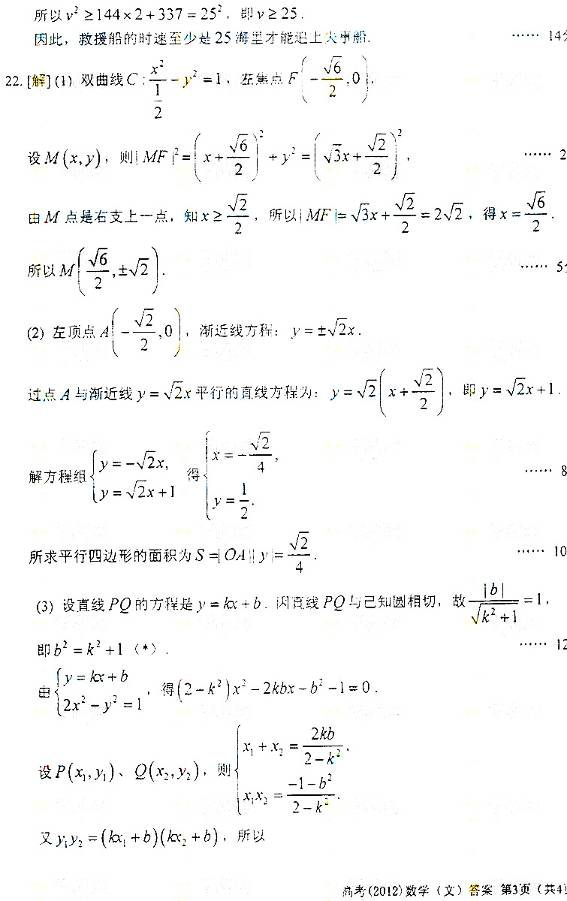 所以 v² ≥ 144 × 2 + 337 = 25²，即 v ≥ 25．
因此，救援船的时速至少是 25 海里才能追上失事船． …… 14
22. [解] (1) 双曲线 C : x²/(1/2) − y² = 1，左焦点 F(−√6/2, 0)．
设 M(x, y)，则 |MF|² = (x + √6/2)² + y² = (√3x + √2/2)²， …… 2
由 M 点是右支上一点，知 x ≥ √2/2，所以 |MF| = √3x + √2/2 = 2√2，得 x = √6/2．
所以 M(√6/2, ±√2)． …… 5
(2) 左顶点 A(−√2/2, 0)，渐近线方程：y = ±√2x．
过点 A 与渐近线 y = √2x 平行的直线方程为：y = √2(x + √2/2)，即 y = √2x + 1．
解方程组 {y = −√2x, y = √2x + 1 得 {x = −√2/4, y = 1/2. …… 8
所求平行四边形的面积为 S = |OA||y| = √2/4． …… 10
(3) 设直线 PQ 的方程是 y = kx + b．因直线 PQ 与已知圆相切，故 |b|/√(k² + 1) = 1，
即 b² = k² + 1 （*）． …… 12
由 {y = kx + b 2x² − y² = 1，得 (2 − k²)x² − 2kbx − b² − 1 = 0．
设 P(x₁, y₁)、Q(x₂, y₂)，则 {x₁ + x₂ = 2kb/(2 − k²), x₁x₂ = (−1 − b²)/(2 − k²).
又 y₁y₂ = (kx₁ + b)(kx₂ + b)，所以
高考(2012)数学（文）答案 第3页（共4